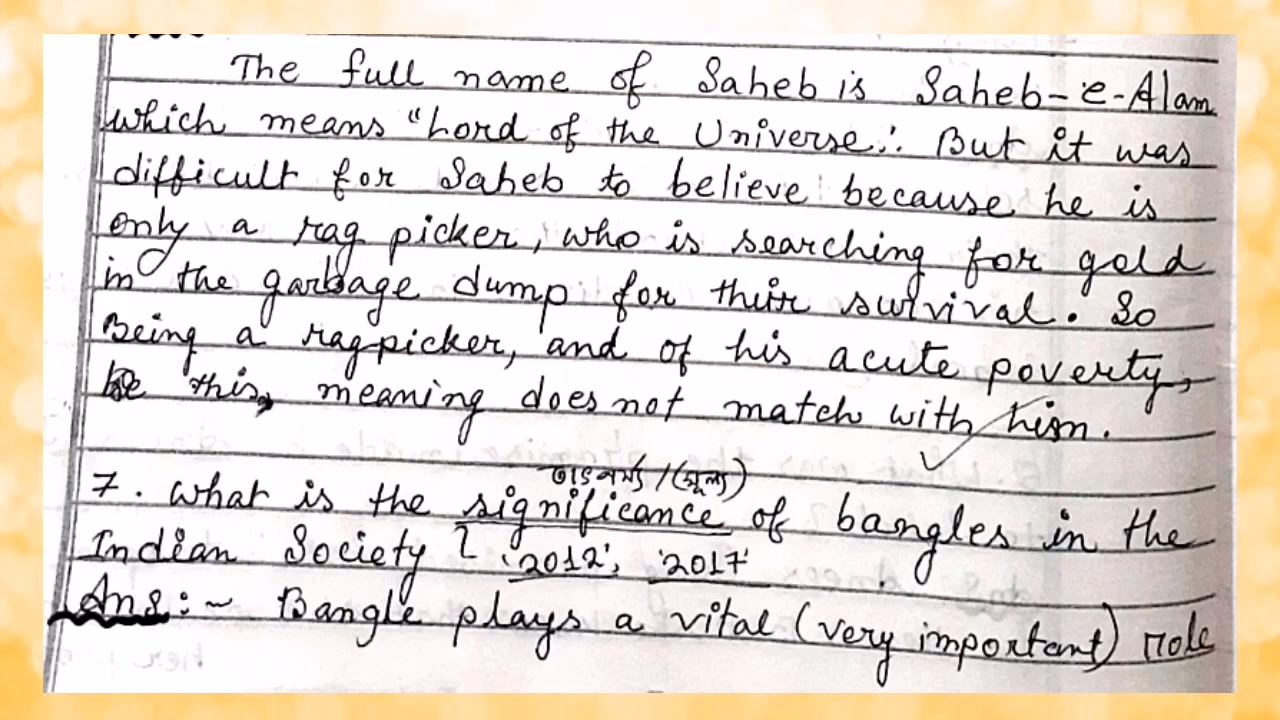 The full name of Saheb is Saheb-e-Alam
which means "Lord of the Universe." But it was
difficult for Saheb to believe because he is
only a rag picker, who is searching for gold
in the garbage dump for their survival. So
Being a ragpicker, and of his acute poverty,
this, meaning does not match with him.
তাৎপর্য / (মূল্য)
7. What is the significance of bangles in the
Indian Society ? '2012', '2017'
Ans :- Bangle plays a vital (very important) role